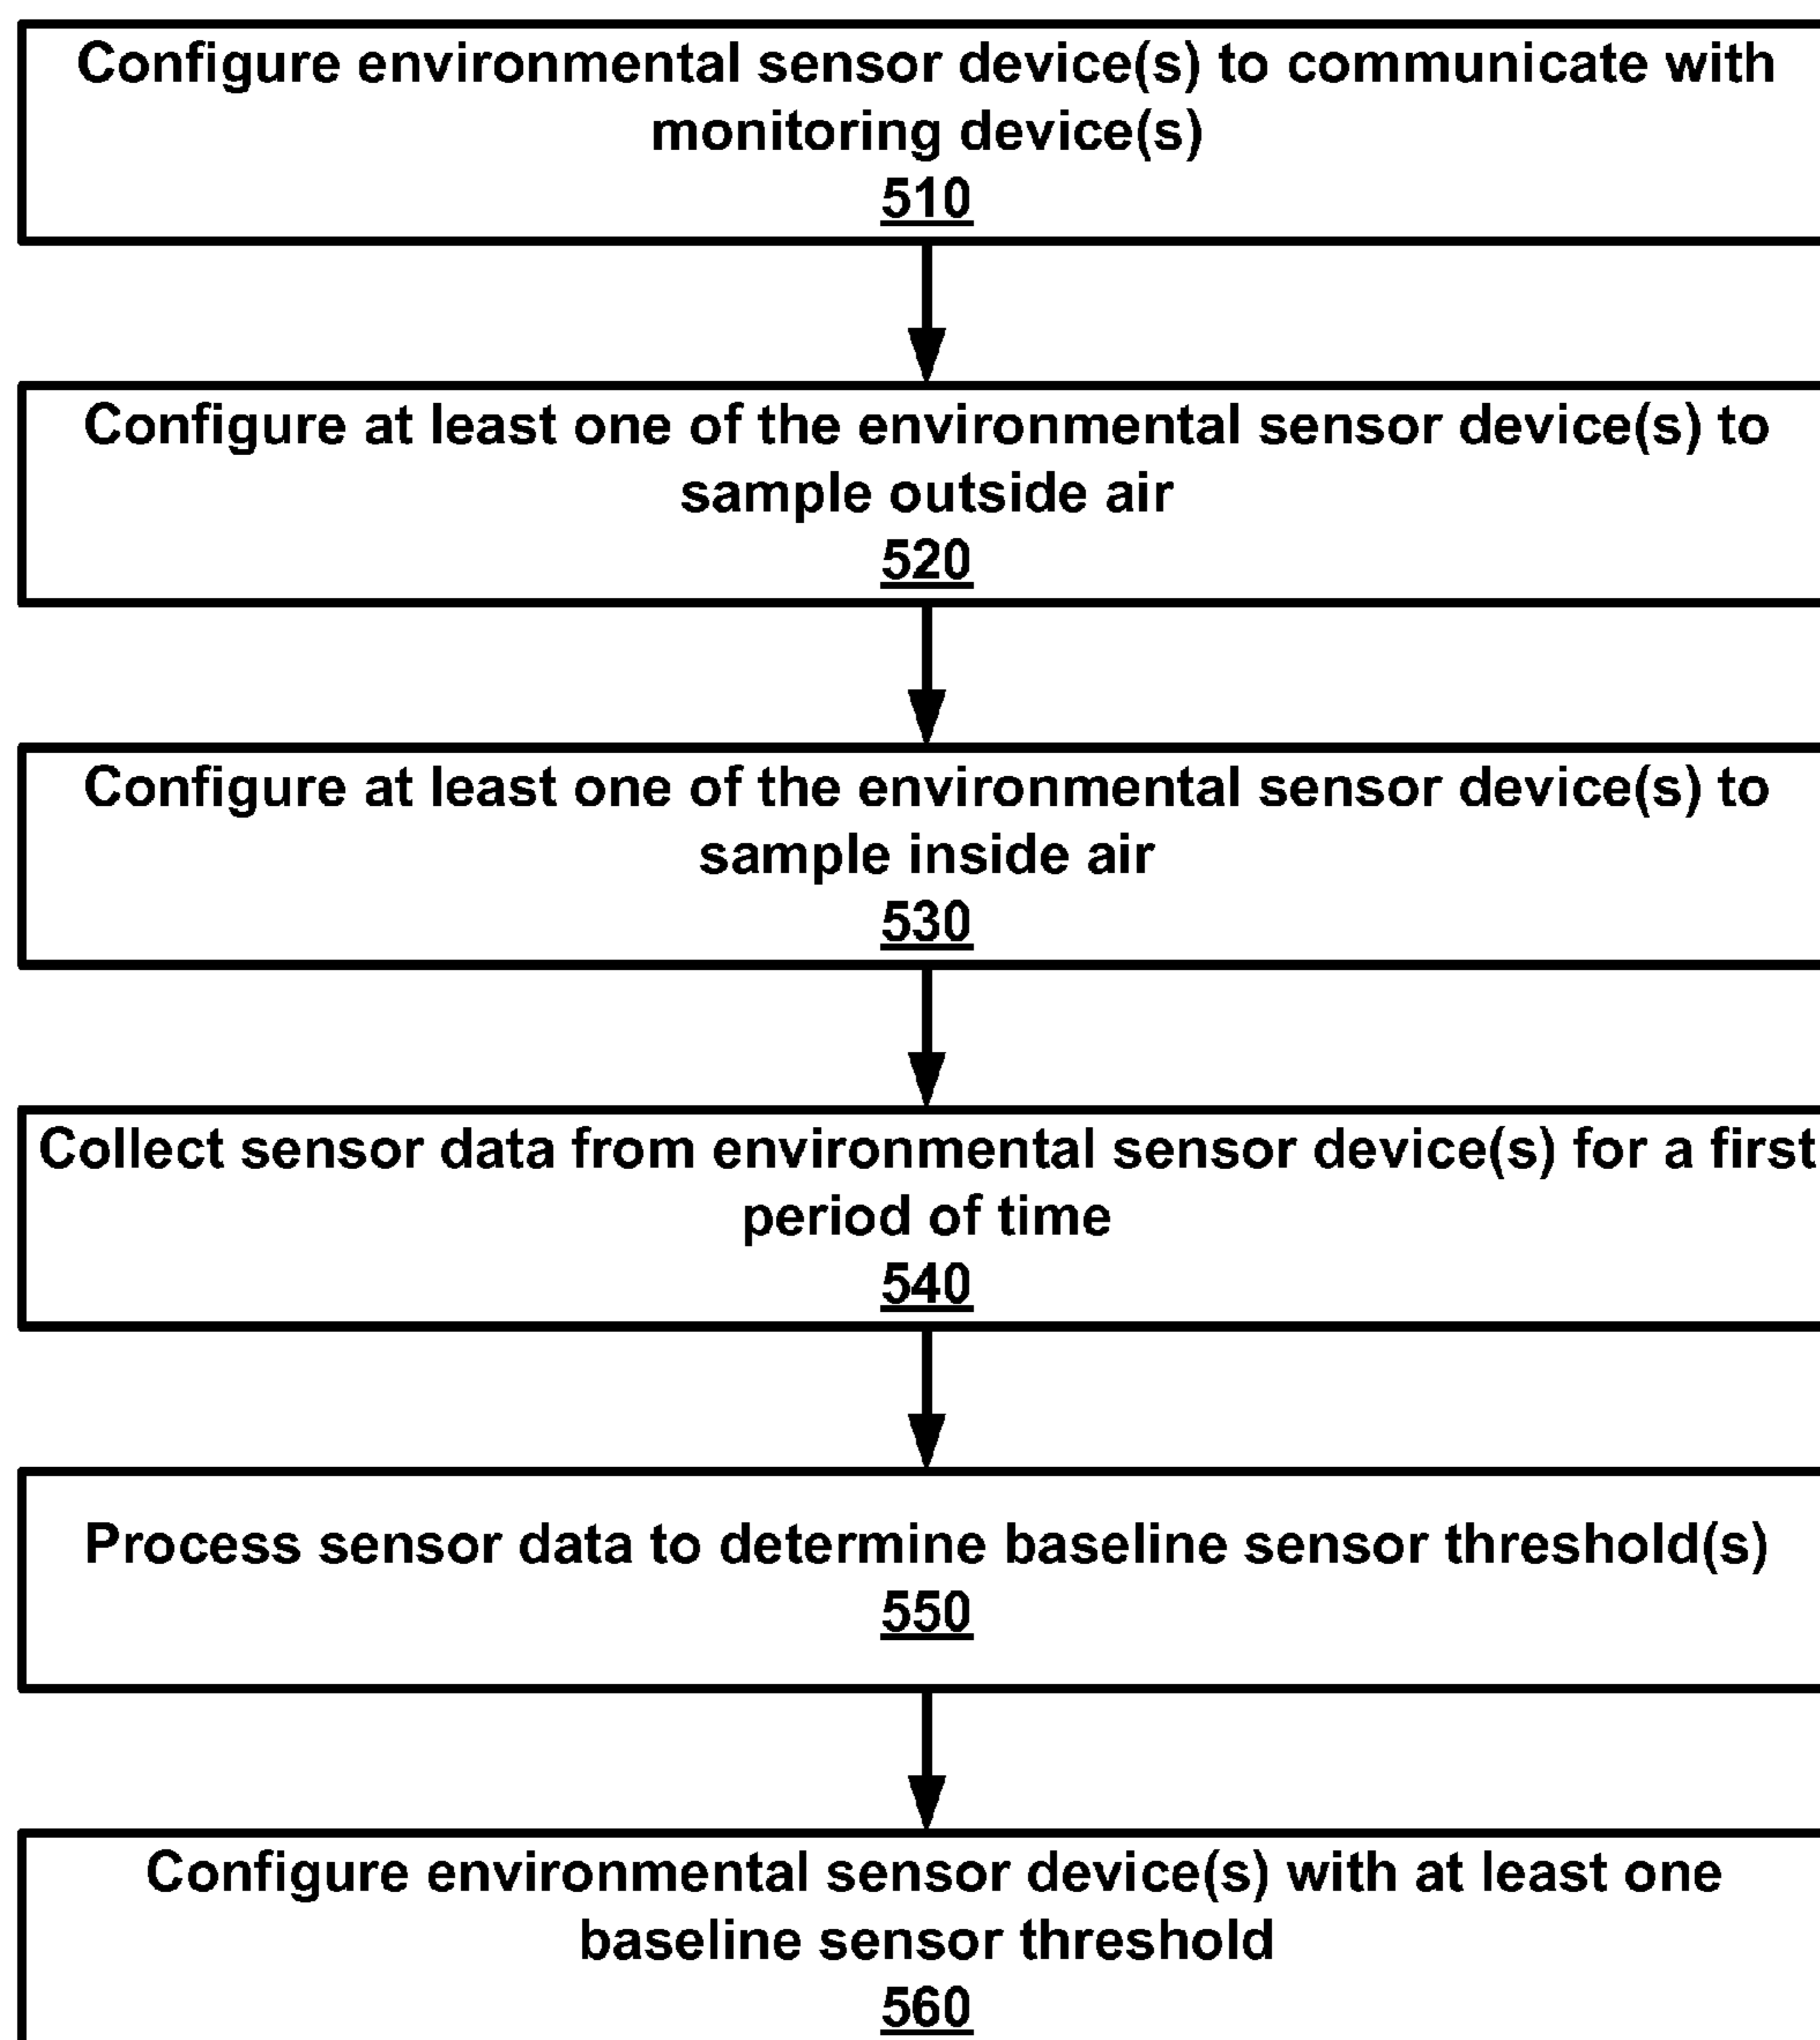 Configure environmental sensor device(s) to communicate with
monitoring device(s)
510
Configure at least one of the environmental sensor device(s) to
sample outside air
520
Configure at least one of the environmental sensor device(s) to
sample inside air
530
Collect sensor data from environmental sensor device(s) for a first
period of time
540
Process sensor data to determine baseline sensor threshold(s)
550
Configure environmental sensor device(s) with at least one
baseline sensor threshold
560